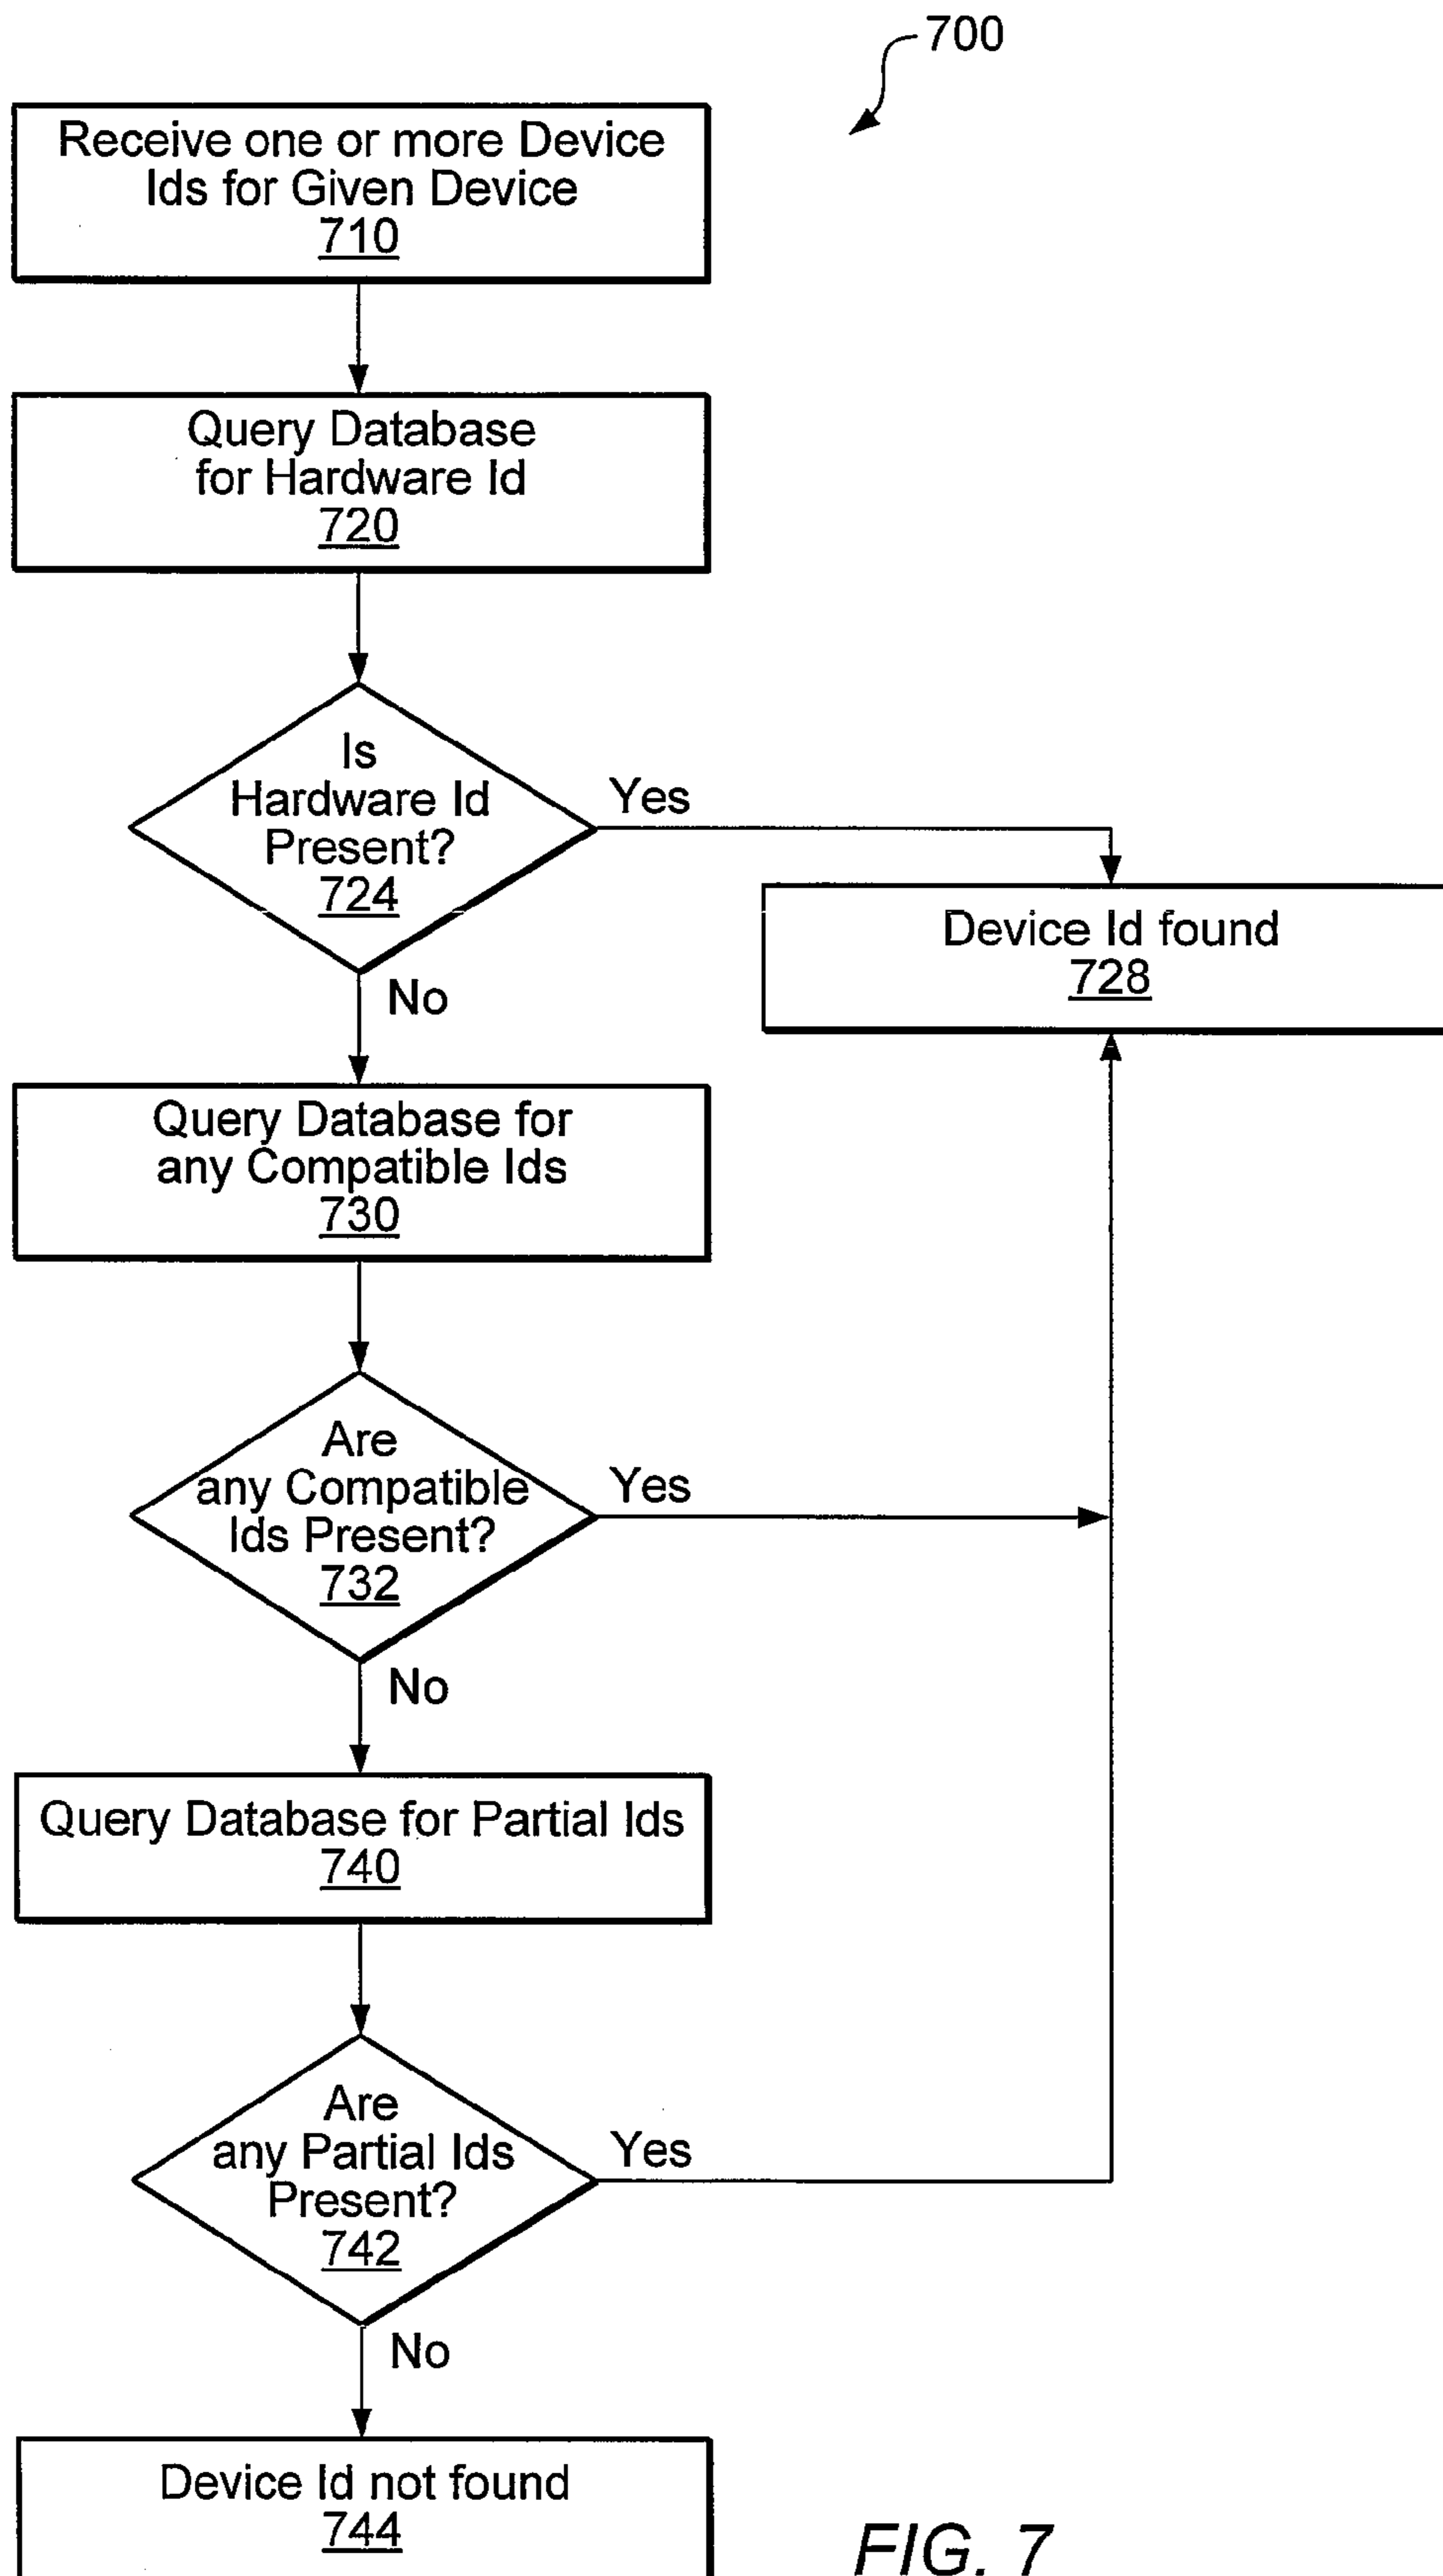 700
Receive one or more Device
Ids for Given Device
710
Query Database
for Hardware Id
720
Is
Hardware Id
Present?
724
Yes
No
Device Id found
728
Query Database for
any Compatible Ids
730
Are
any Compatible
Ids Present?
732
Yes
No
Query Database for Partial Ids
740
Are
any Partial Ids
Present?
742
Yes
No
Device Id not found
744
FIG. 7